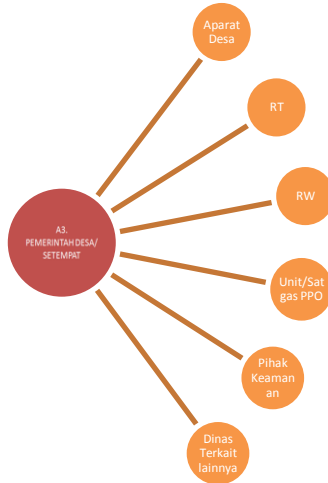 Aparat
Desa
RT
A3.
PEMERINTAH DESA/
SETEMPAT
RW
Unit/Sat
gas PPO
Pihak
Keaman
an
Dinas
Terkait
lainnya